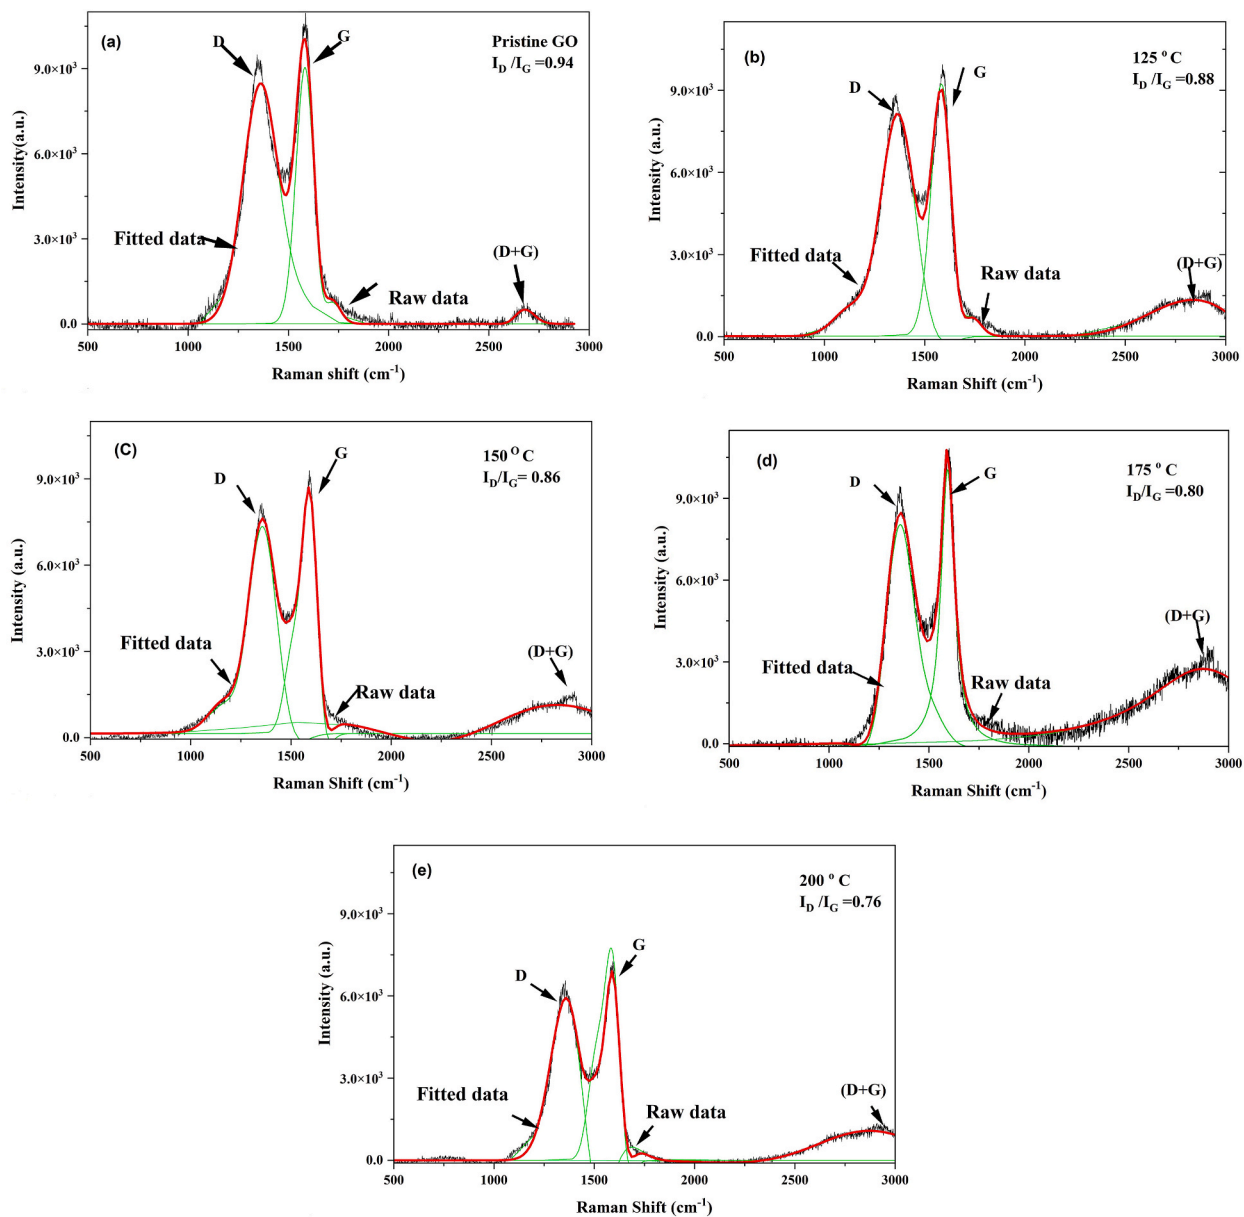 (a)
D
G
Pristine GO
I_D /I_G =0.94
9.0×10³
6.0×10³
3.0×10³
0.0
Intensity(a.u.)
Fitted data
Raw data
(D+G)
500 1000 1500 2000 2500 3000
Raman shift (cm⁻¹)
(b)
D
G
125 ° C
I_D /I_G =0.88
9.0×10³
6.0×10³
3.0×10³
0.0
Intensity (a.u.)
Fitted data
Raw data
(D+G)
500 1000 1500 2000 2500 3000
Raman Shift (cm⁻¹)
(C)
D
G
150 ° C
I_D/I_G= 0.86
9.0×10³
6.0×10³
3.0×10³
0.0
Intensity (a.u.)
Fitted data
Raw data
(D+G)
500 1000 1500 2000 2500 3000
Raman Shift (cm⁻¹)
(d)
D
G
175 ° C
I_D/I_G =0.80
9.0×10³
6.0×10³
3.0×10³
0.0
Intensity (a.u.)
Fitted data
Raw data
(D+G)
500 1000 1500 2000 2500 3000
Raman Shift (cm⁻¹)
(e)
D
G
200 ° C
I_D /I_G =0.76
9.0×10³
6.0×10³
3.0×10³
0.0
Intensity (a.u.)
Fitted data
Raw data
(D+G)
500 1000 1500 2000 2500 3000
Raman Shift (cm⁻¹)